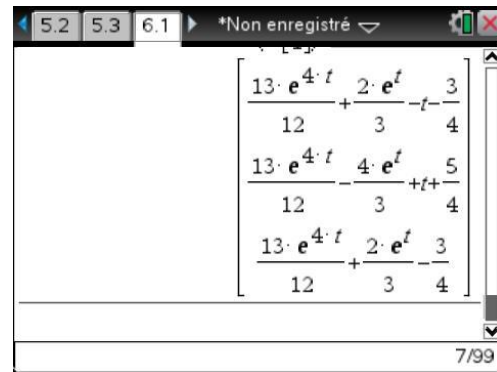 5.2 5.3 6.1 *Non enregistré
[1]
13·e^4·t/12 + 2·e^t/3 −t− 3/4
13·e^4·t/12 − 4·e^t/3 +t+ 5/4
13·e^4·t/12 + 2·e^t/3 − 3/4
7/99